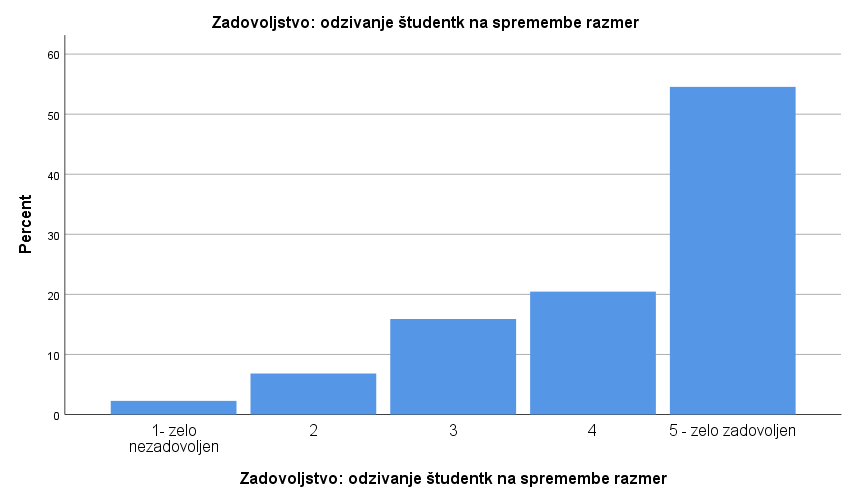 Zadovoljstvo: odzivanje študentk na spremembe razmer
60
50
40
30
20
10
0
Percent
1- zelo
nezadovoljen
2
3
4
5 - zelo zadovoljen
Zadovoljstvo: odzivanje študentk na spremembe razmer